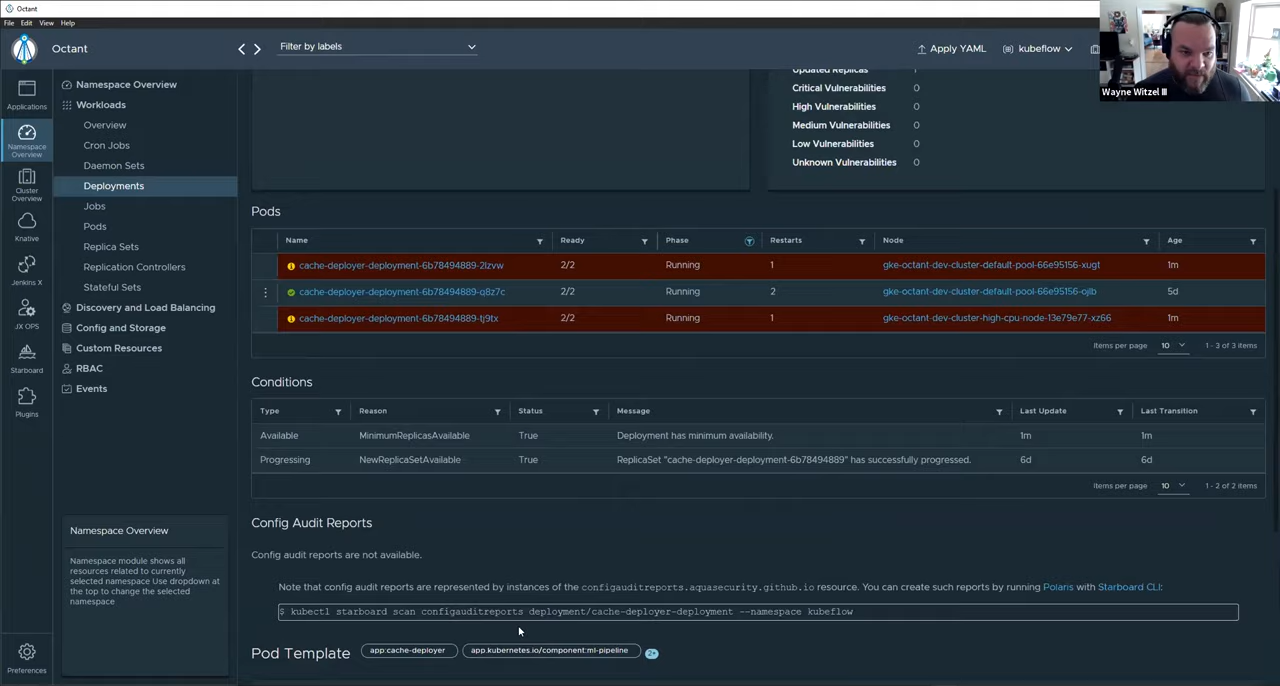 Octant
File Edit View Help
Octant
Filter by labels
Apply YAML
kubeflow
Wayne Witzel III
Applications
Namespace Overview
Cluster Overview
Knative
Jenkins X
JX OPS
Starboard
Plugins
Preferences
Namespace Overview
Workloads
Overview
Cron Jobs
Daemon Sets
Deployments
Jobs
Pods
Replica Sets
Replication Controllers
Stateful Sets
Discovery and Load Balancing
Config and Storage
Custom Resources
RBAC
Events
Namespace Overview
Namespace module shows all
resources related to currently
selected namespace Use dropdown at
the top to change the selected
namespace
Updated Replicas 1
Critical Vulnerabilities 0
High Vulnerabilities 0
Medium Vulnerabilities 0
Low Vulnerabilities 0
Unknown Vulnerabilities 0
Pods
Name Ready Phase Restarts Node Age
cache-deployer-deployment-6b78494889-2lzvw 2/2 Running 1 gke-octant-dev-cluster-default-pool-66e95156-xugt 1m
cache-deployer-deployment-6b78494889-q8z7c 2/2 Running 2 gke-octant-dev-cluster-default-pool-66e95156-ojlb 5d
cache-deployer-deployment-6b78494889-tj9tx 2/2 Running 1 gke-octant-dev-cluster-high-cpu-node-13e79e77-xz66 1m
Items per page 10 1 - 3 of 3 items
Conditions
Type Reason Status Message Last Update Last Transition
Available MinimumReplicasAvailable True Deployment has minimum availability. 1m 1m
Progressing NewReplicaSetAvailable True ReplicaSet "cache-deployer-deployment-6b78494889" has successfully progressed. 6d 6d
Items per page 10 1 - 2 of 2 items
Config Audit Reports
Config audit reports are not available.
Note that config audit reports are represented by instances of the configauditreports.aquasecurity.github.io resource. You can create such reports by running Polaris with Starboard CLI:
$ kubectl starboard scan configauditreports deployment/cache-deployer-deployment --namespace kubeflow
Pod Template app:cache-deployer app.kubernetes.io/component:ml-pipeline 2+